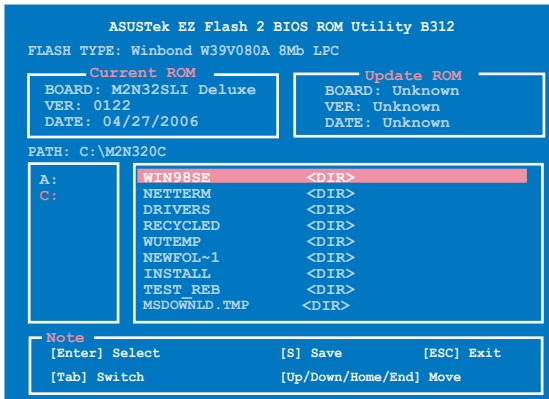 ASUSTek EZ Flash 2 BIOS ROM Utility B312
FLASH TYPE: Winbond W39V080A 8Mb LPC
Current ROM
BOARD: M2N32SLI Deluxe
VER: 0122
DATE: 04/27/2006
Update ROM
BOARD: Unknown
VER: Unknown
DATE: Unknown
PATH: C:\M2N320C
A:
C:
WIN98SE <DIR>
NETTERM <DIR>
DRIVERS <DIR>
RECYCLED <DIR>
WUTEMP <DIR>
NEWFOL~1 <DIR>
INSTALL <DIR>
TEST_REB <DIR>
MSDOWNLD.TMP <DIR>
Note
[Enter] Select [S] Save [ESC] Exit
[Tab] Switch [Up/Down/Home/End] Move